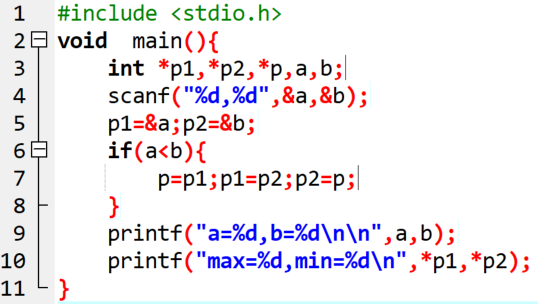 1 #include <stdio.h>
2 void  main(){
3     int *p1,*p2,*p,a,b;
4     scanf("%d,%d",&a,&b);
5     p1=&a;p2=&b;
6     if(a<b){
7         p=p1;p1=p2;p2=p;
8     }
9     printf("a=%d,b=%d\n\n",a,b);
10     printf("max=%d,min=%d\n",*p1,*p2);
11 }